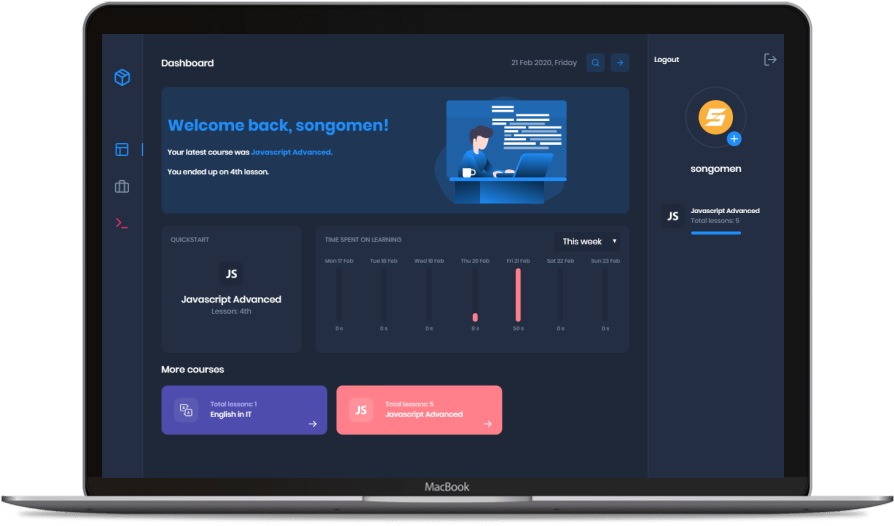 Dashboard
21 Feb 2020, Friday
Logout
Welcome back, songomen!
Your latest course was Javascript Advanced.
You ended up on 4th lesson.
songomen
JS
Javascript Advanced
Total lessons: 5
QUICKSTART
JS
Javascript Advanced
Lesson: 4th
TIME SPENT ON LEARNING
This week
Mon 17 Feb
Tue 18 Feb
Wed 19 Feb
Thu 20 Feb
Fri 21 Feb
Sat 22 Feb
Sun 23 Feb
0 s
0 s
0 s
8 s
50 s
0 s
0 s
More courses
Total lessons: 1
English in IT
JS
Total lessons: 5
Javascript Advanced
MacBook